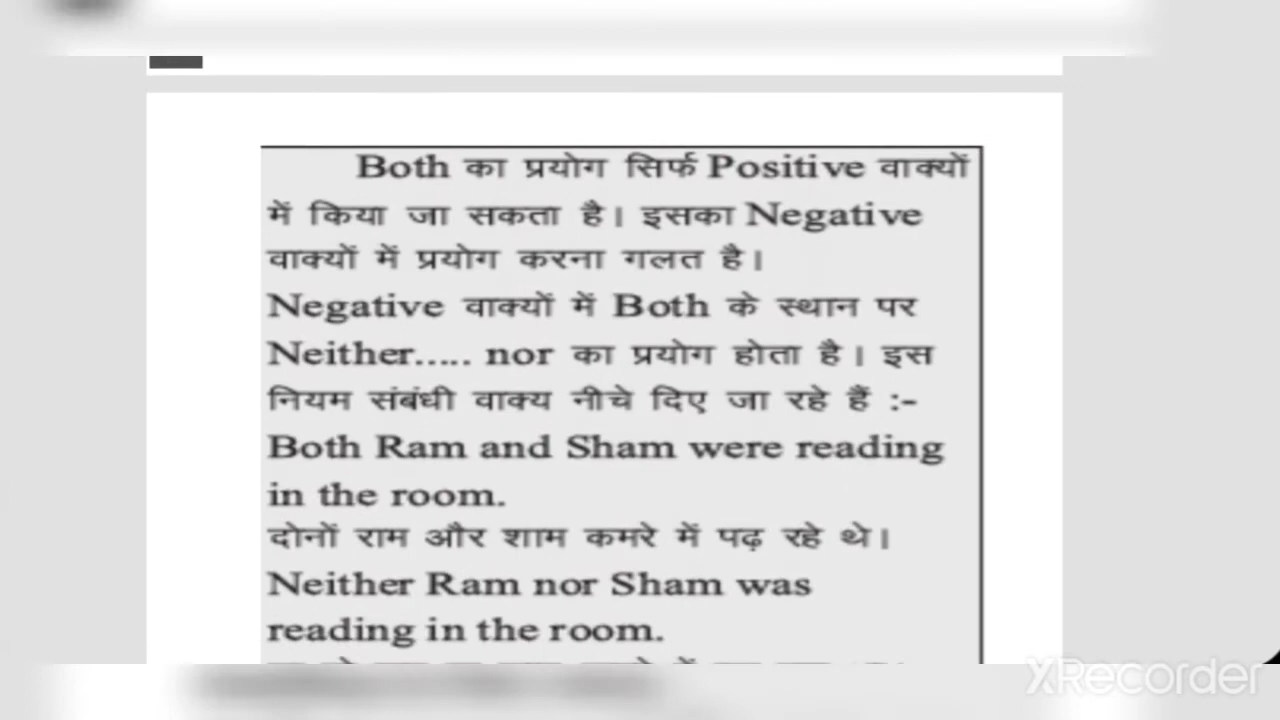 Both का प्रयोग सिर्फ Positive वाक्यों
में किया जा सकता है। इसका Negative
वाक्यों में प्रयोग करना गलत है।
Negative वाक्यों में Both के स्थान पर
Neither..... nor का प्रयोग होता है। इस
नियम संबंधी वाक्य नीचे दिए जा रहे हैं :-
Both Ram and Sham were reading
in the room.
दोनों राम और शाम कमरे में पढ़ रहे थे।
Neither Ram nor Sham was
reading in the room.
XRecorder